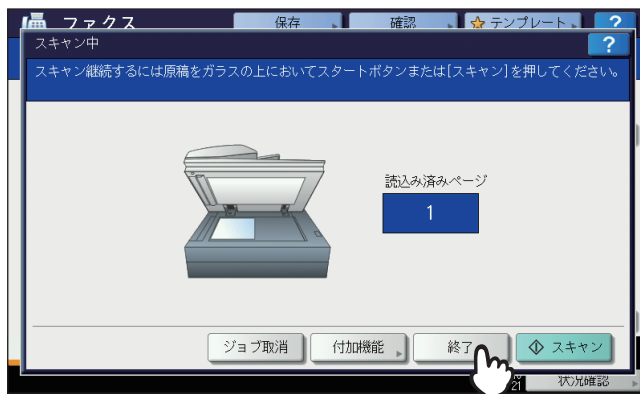 ファクス 保存 確認 テンプレート ?
スキャン中 ?
スキャン継続するには原稿をガラスの上においてスタートボタンまたは[スキャン]を押してください。
読込み済みページ
1
ジョブ取消 付加機能 終了 スキャン
21 状況確認